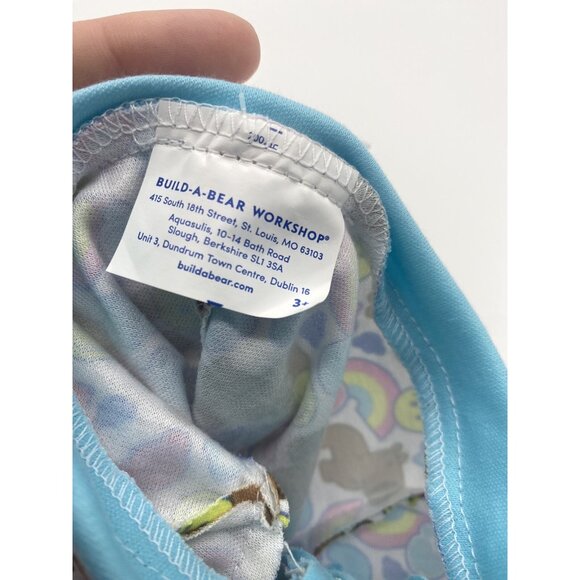 BUILD-A-BEAR WORKSHOP®
415 South 18th Street, St. Louis, MO 63103
Aquasulis, 10-14 Bath Road
Slough, Berkshire SL1 3SA
Unit 3, Dundrum Town Centre, Dublin 16
buildabear.com
3+